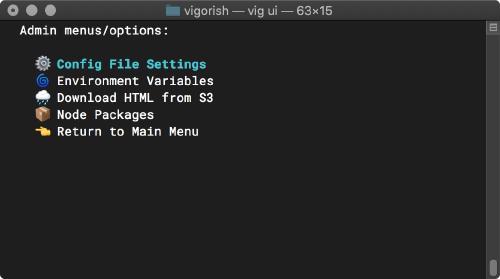 vigorish — vig ui — 63×15
Admin menus/options:
Config File Settings
Environment Variables
Download HTML from S3
Node Packages
Return to Main Menu